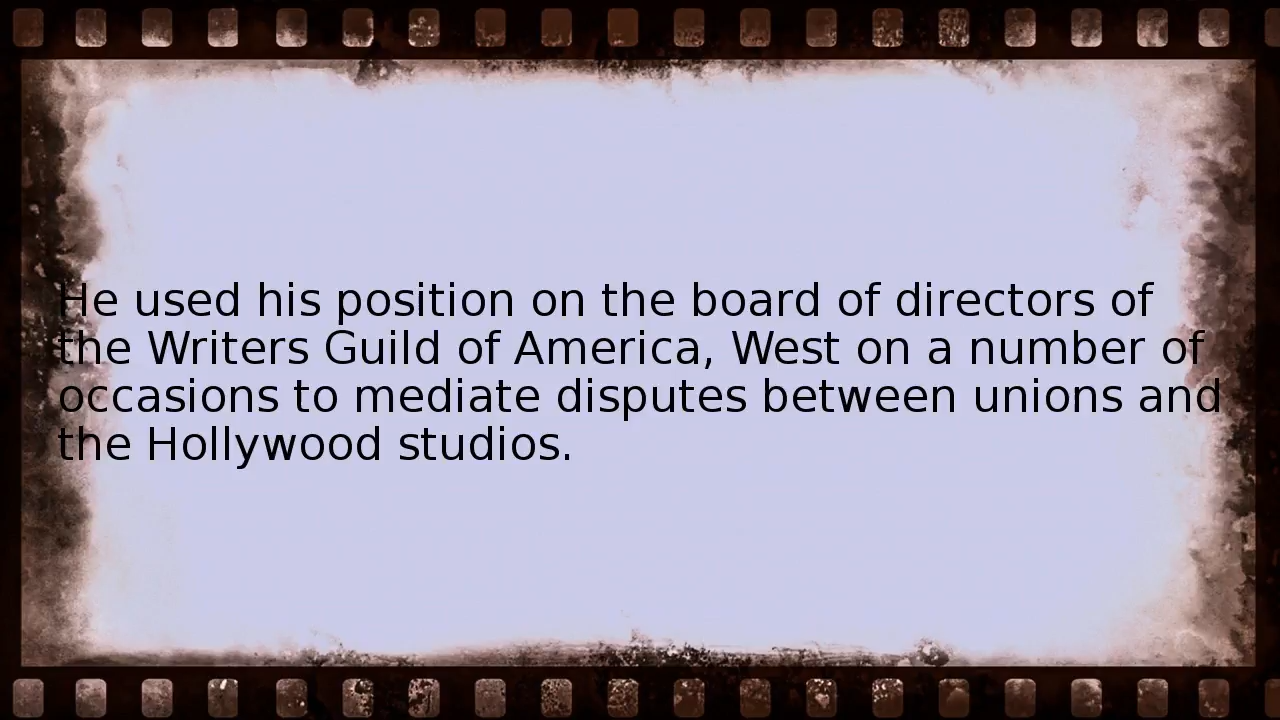 He used his position on the board of directors of
the Writers Guild of America, West on a number of
occasions to mediate disputes between unions and
the Hollywood studios.